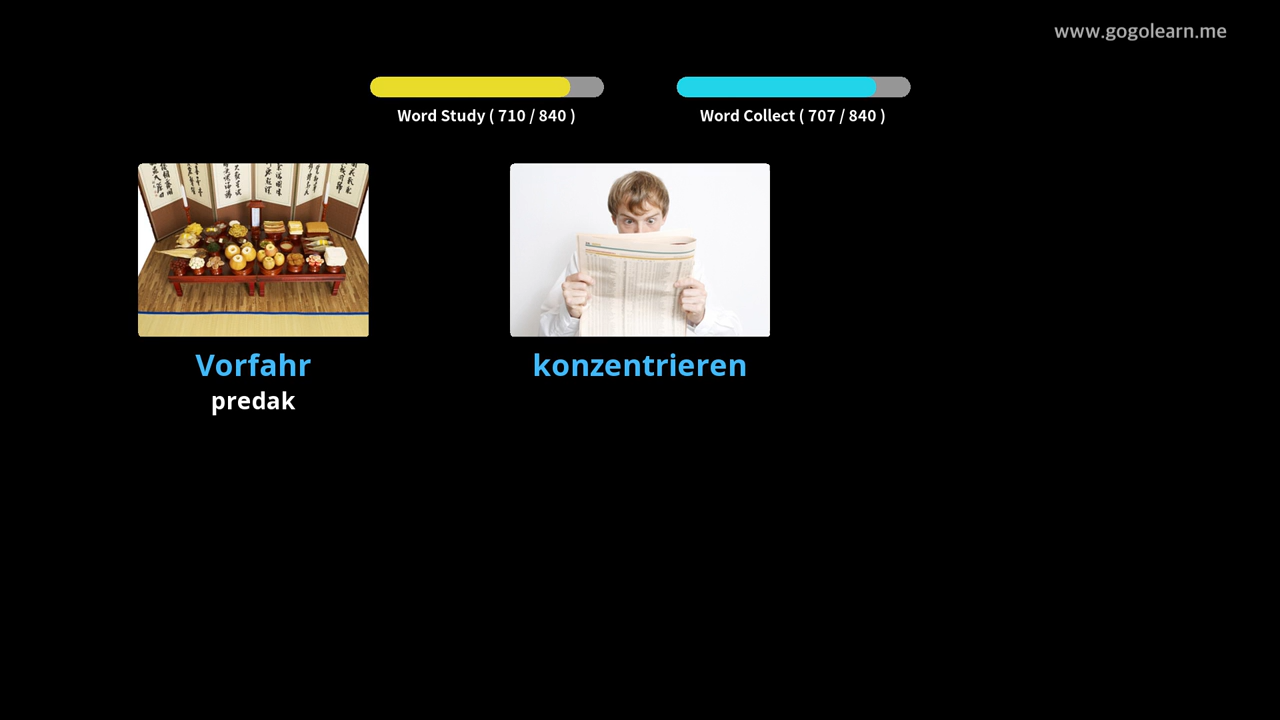 www.gogolearn.me
Word Study ( 710 / 840 )
Word Collect ( 707 / 840 )
Vorfahr
predak
konzentrieren